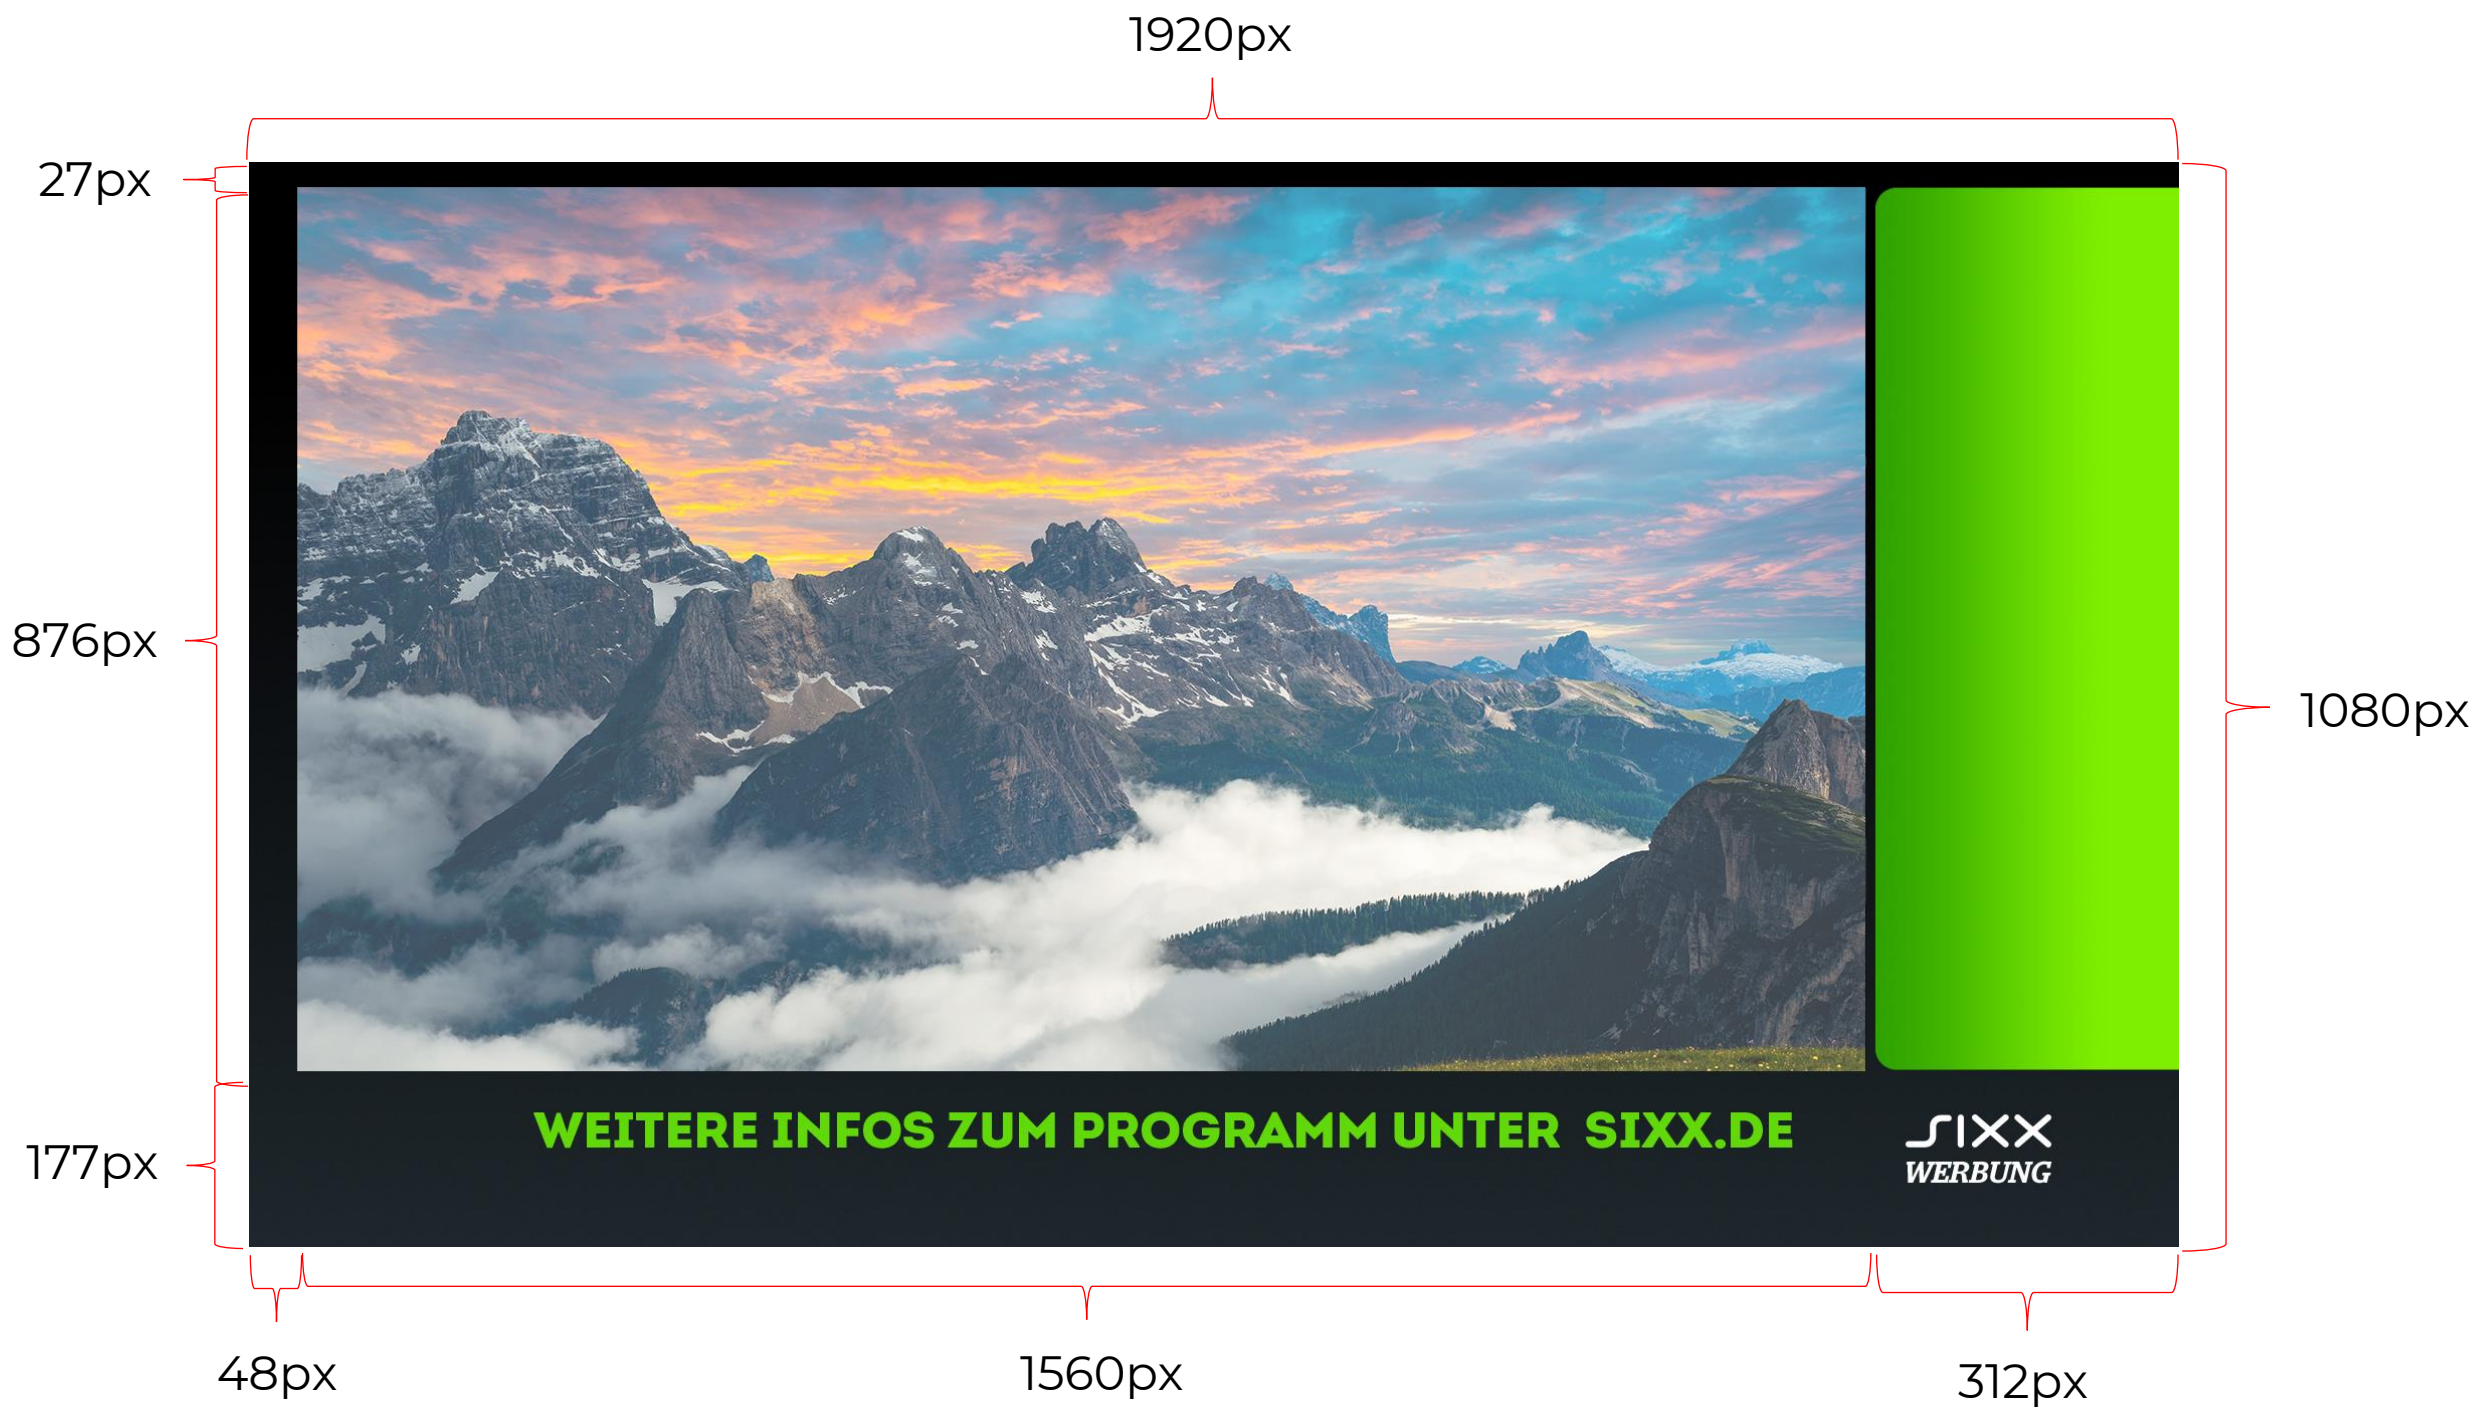 1920px
27px
876px
1080px
WEITERE INFOS ZUM PROGRAMM UNTER SIXX.DE
sixx
WERBUNG
177px
48px
1560px
312px